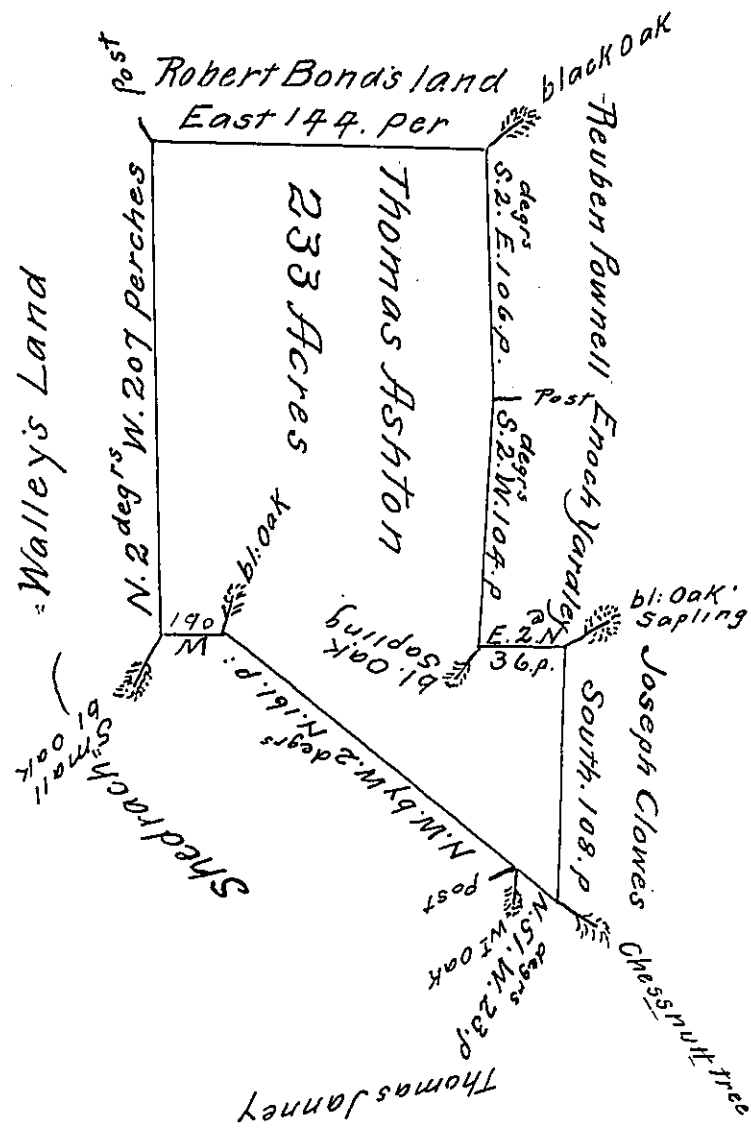 Post
Robert Bond's land
East 144. per
black Oak
Reuben Pownell
degrs
S. 2. E. 106. p.
Post
Enoch Yardley
degrs
S. 2. W. 104. p
bl. Oak
Sapling
E. 2. N
36. p.
bl: Oak
Sapling
Joseph Clowes
South. 108. p
Chessnutt tree
degrs
N. 51. W. 23. p
Wt Oak
Post
Thomas Janney
N. W. by W. 2 degrs N. 161. p:
bl: Oak
190
W
Small
bl Oak
Shedrach
Walley's Land
N. 2 degrs W. 207 Perches
Thomas Ashton
233 Acres